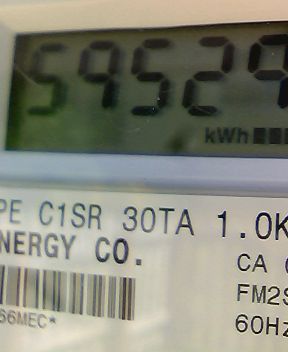 59529
kWh
PE C1SR 30TA 1.0K
NERGY CO.
CA
FM2S
66MEC*
60Hz